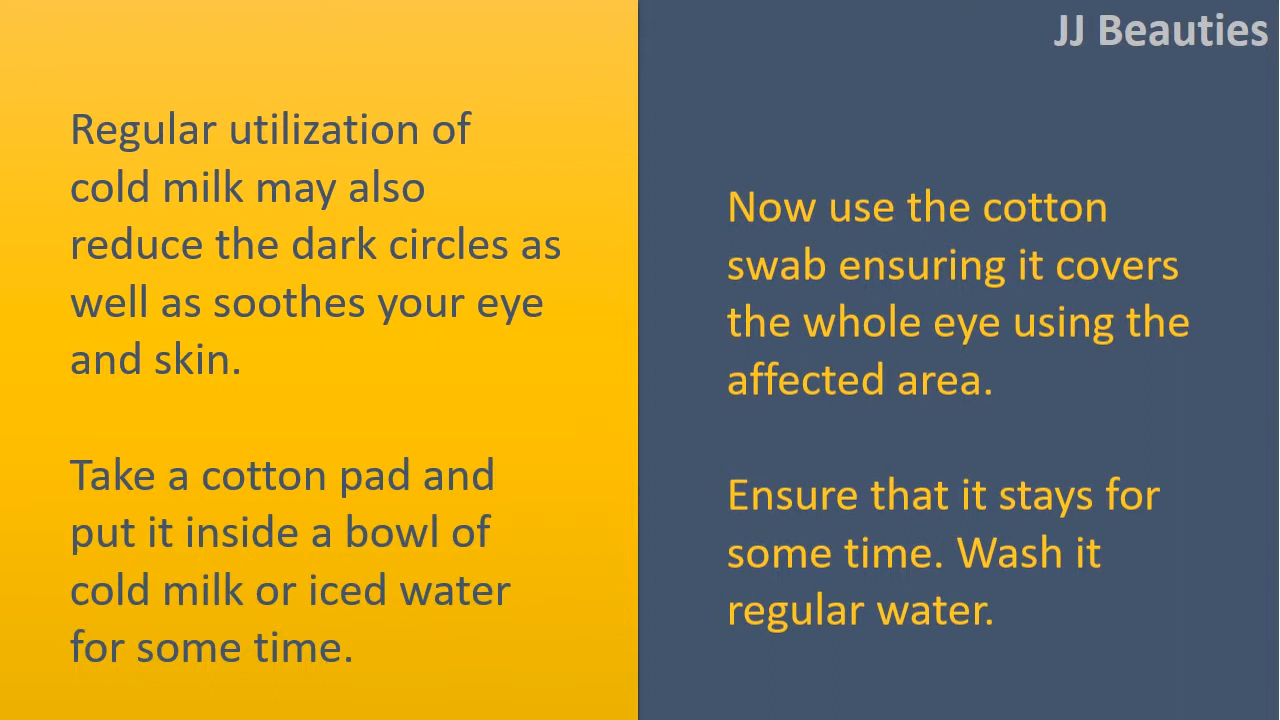 JJ Beauties
Regular utilization of
cold milk may also
reduce the dark circles as
well as soothes your eye
and skin.
Take a cotton pad and
put it inside a bowl of
cold milk or iced water
for some time.
Now use the cotton
swab ensuring it covers
the whole eye using the
affected area.
Ensure that it stays for
some time. Wash it
regular water.